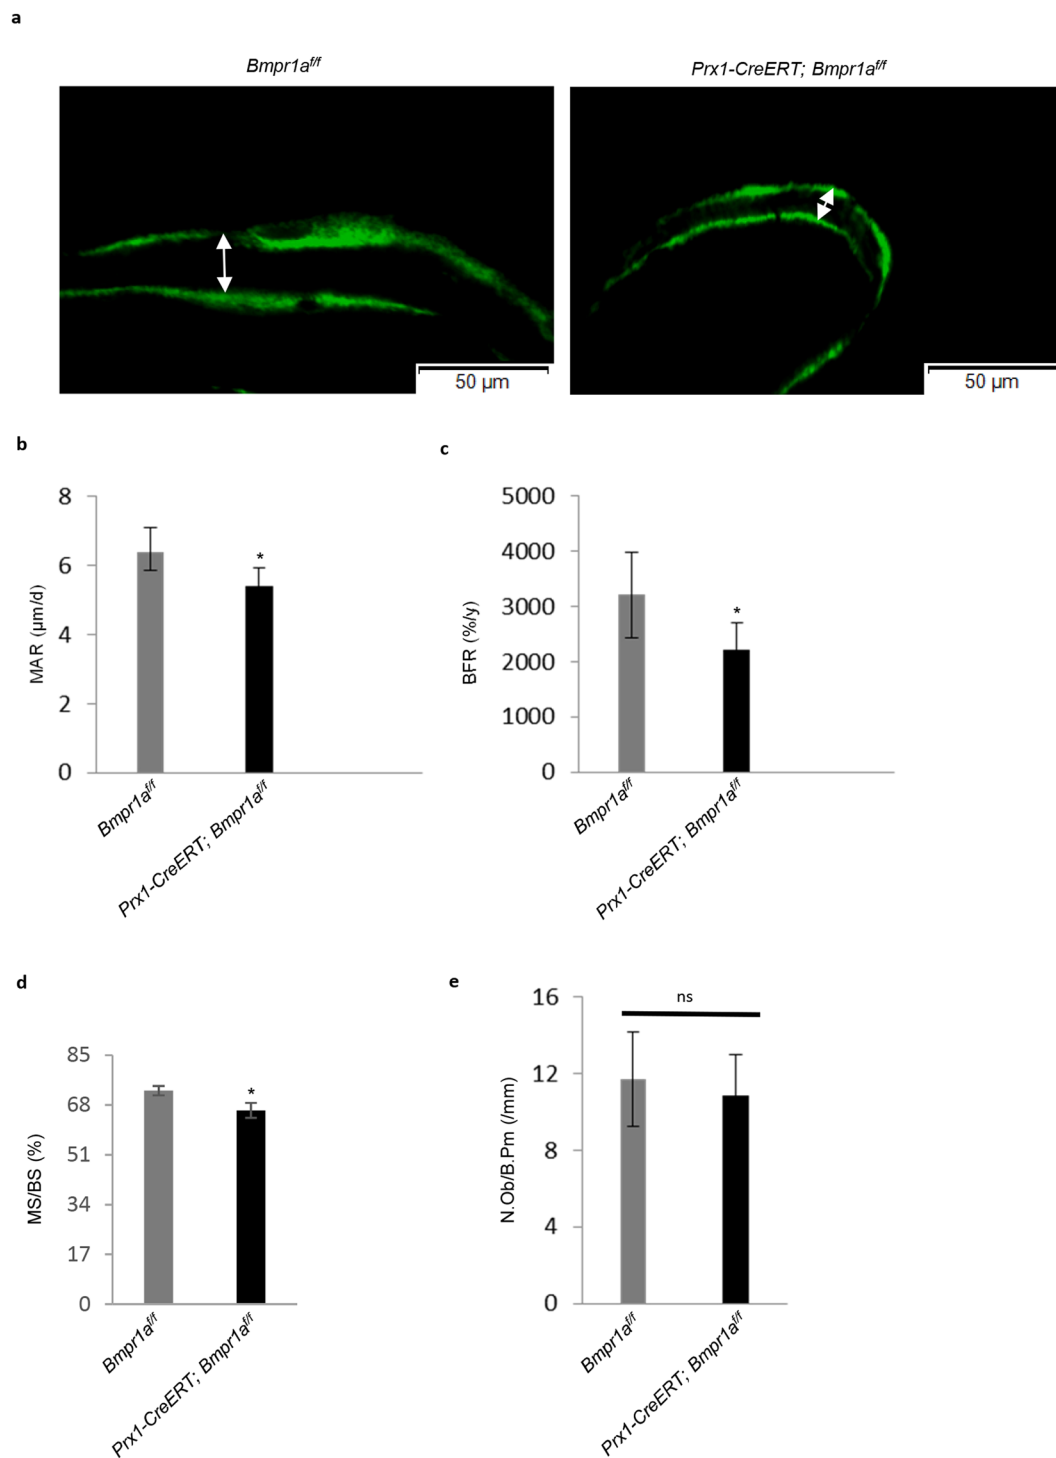 a
Bmpr1af/f
Prx1-CreERT; Bmpr1af/f
50 µm
50 µm
b
8
6
4
2
0
MAR (µm/d)
*
Bmpr1af/f
Prx1-CreERT; Bmpr1af/f
c
5000
4000
3000
2000
1000
0
BFR (%/y)
*
Bmpr1af/f
Prx1-CreERT; Bmpr1af/f
d
85
68
51
34
17
0
MS/BS (%)
*
Bmpr1af/f
Prx1-CreERT; Bmpr1af/f
e
16
12
8
4
0
N.Ob/B.Pm (/mm)
ns
Bmpr1af/f
Prx1-CreERT; Bmpr1af/f